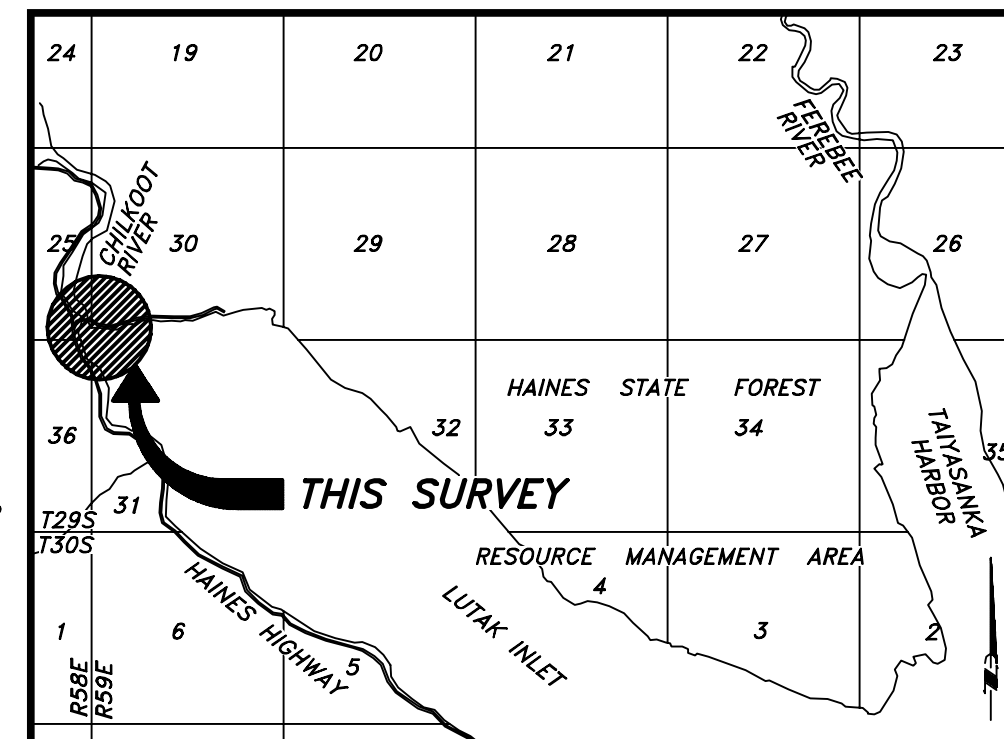 24 19 20 21 22 23
FEREBEE
RIVER
CHILKOOT
RIVER
25 30 29 28 27 26
HAINES STATE FOREST
36 32 33 34
TAIYASANKA
HARBOR
35
THIS SURVEY
31
T29S
T30S
RESOURCE MANAGEMENT AREA
4
HAINES HIGHWAY
LUTAK INLET
1 6 5 3 2
R58E
R59E